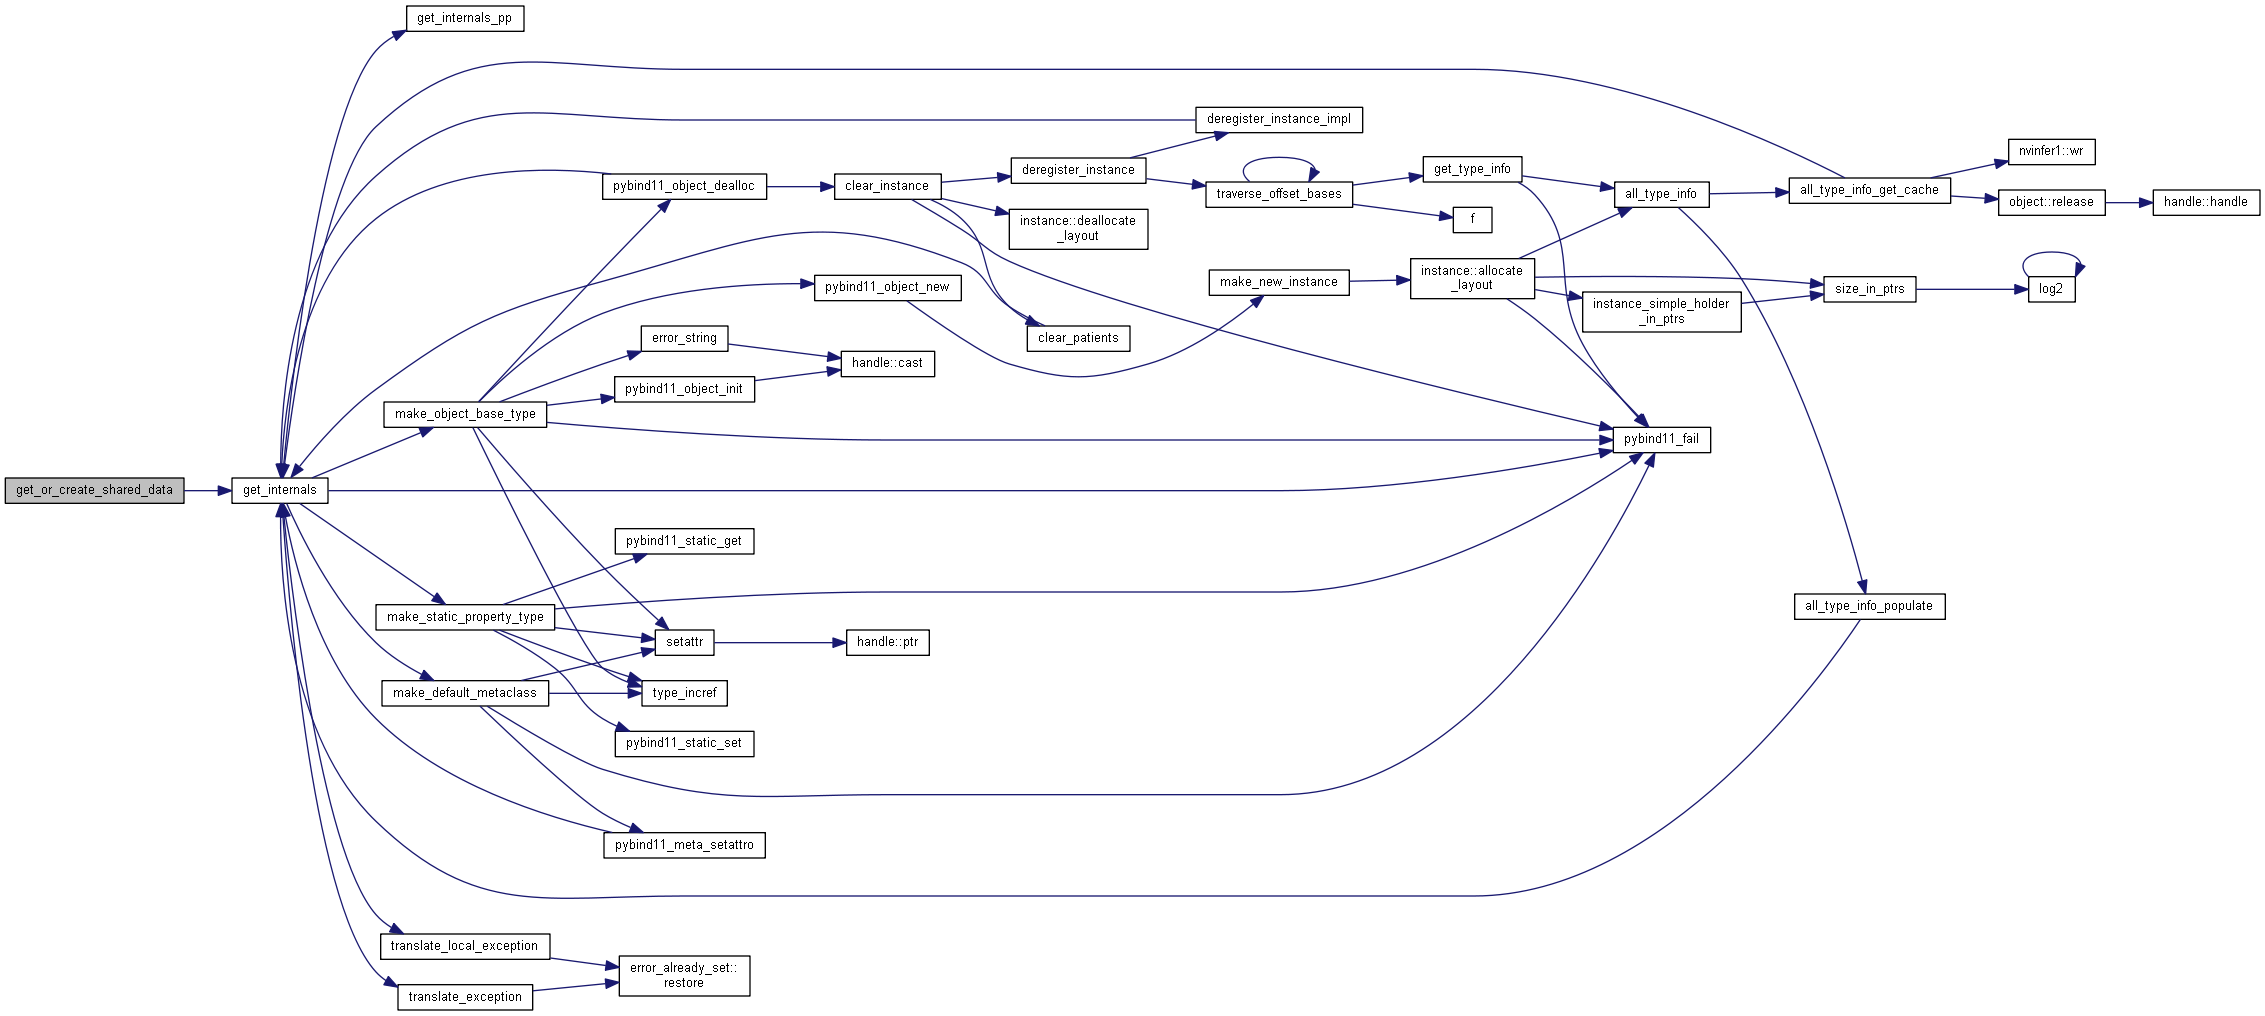 get_internals_pp
deregister_instance_impl
nvinfer1::wr
pybind11_object_dealloc
clear_instance
deregister_instance
traverse_offset_bases
get_type_info
all_type_info
all_type_info_get_cache
object::release
handle::handle
instance::deallocate
_layout
f
pybind11_object_new
make_new_instance
instance::allocate
_layout
instance_simple_holder
_in_ptrs
size_in_ptrs
log2
error_string
handle::cast
clear_patients
pybind11_object_init
make_object_base_type
pybind11_fail
get_or_create_shared_data
get_internals
pybind11_static_get
make_static_property_type
all_type_info_populate
setattr
handle::ptr
make_default_metaclass
type_incref
pybind11_static_set
pybind11_meta_setattro
translate_local_exception
error_already_set::
restore
translate_exception